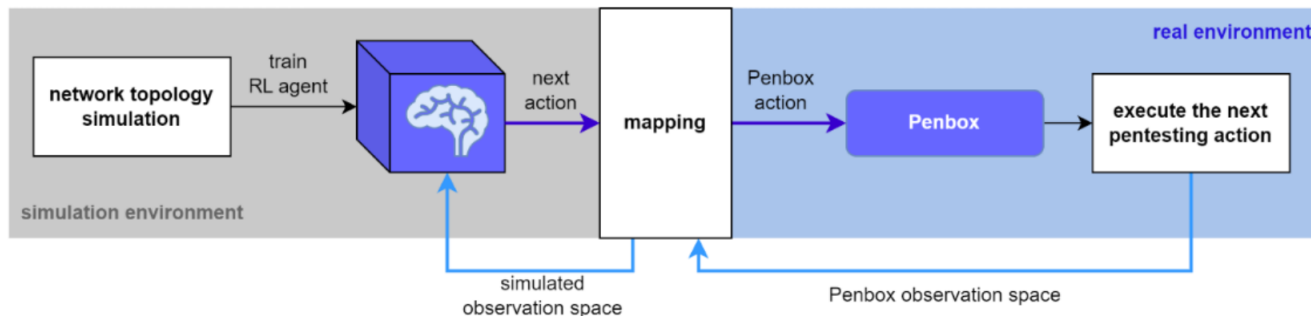 real environment
network topology
simulation
train
RL agent
next
action
mapping
Penbox
action
Penbox
execute the next
pentesting action
simulation environment
simulated
observation space
Penbox observation space